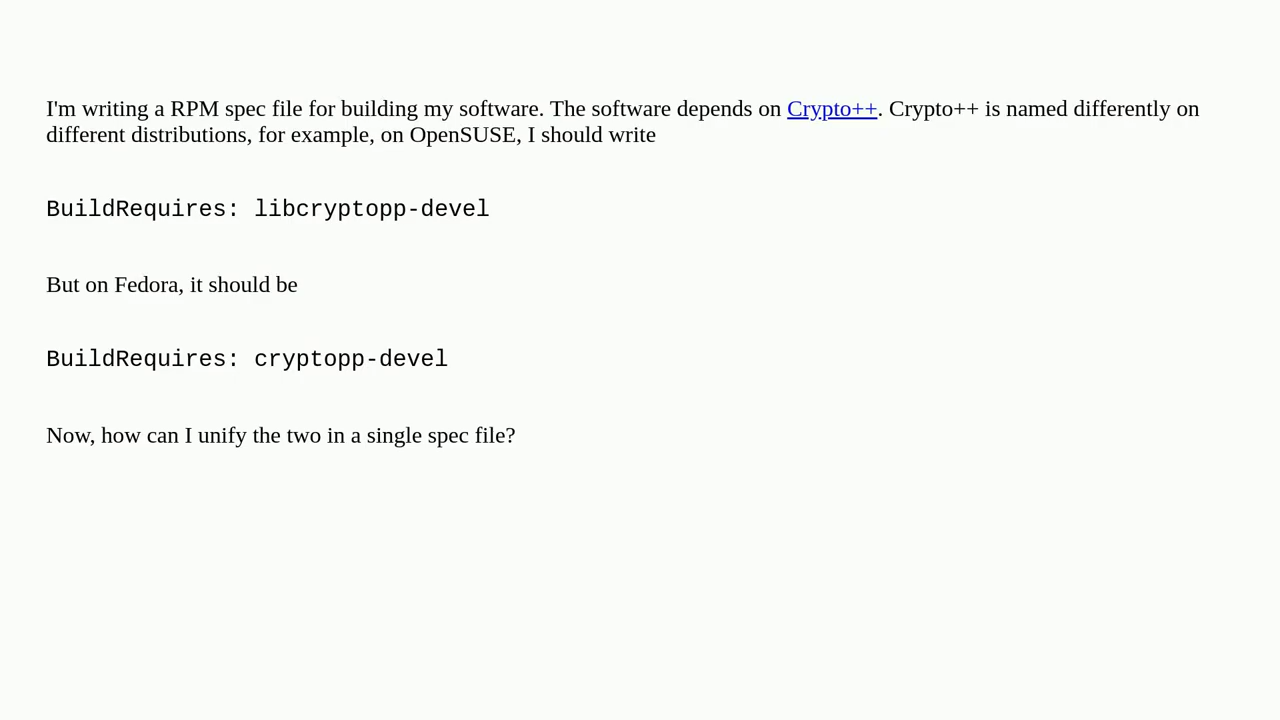 I'm writing a RPM spec file for building my software. The software depends on Crypto++. Crypto++ is named differently on
different distributions, for example, on OpenSUSE, I should write
BuildRequires: libcryptopp-devel
But on Fedora, it should be
BuildRequires: cryptopp-devel
Now, how can I unify the two in a single spec file?